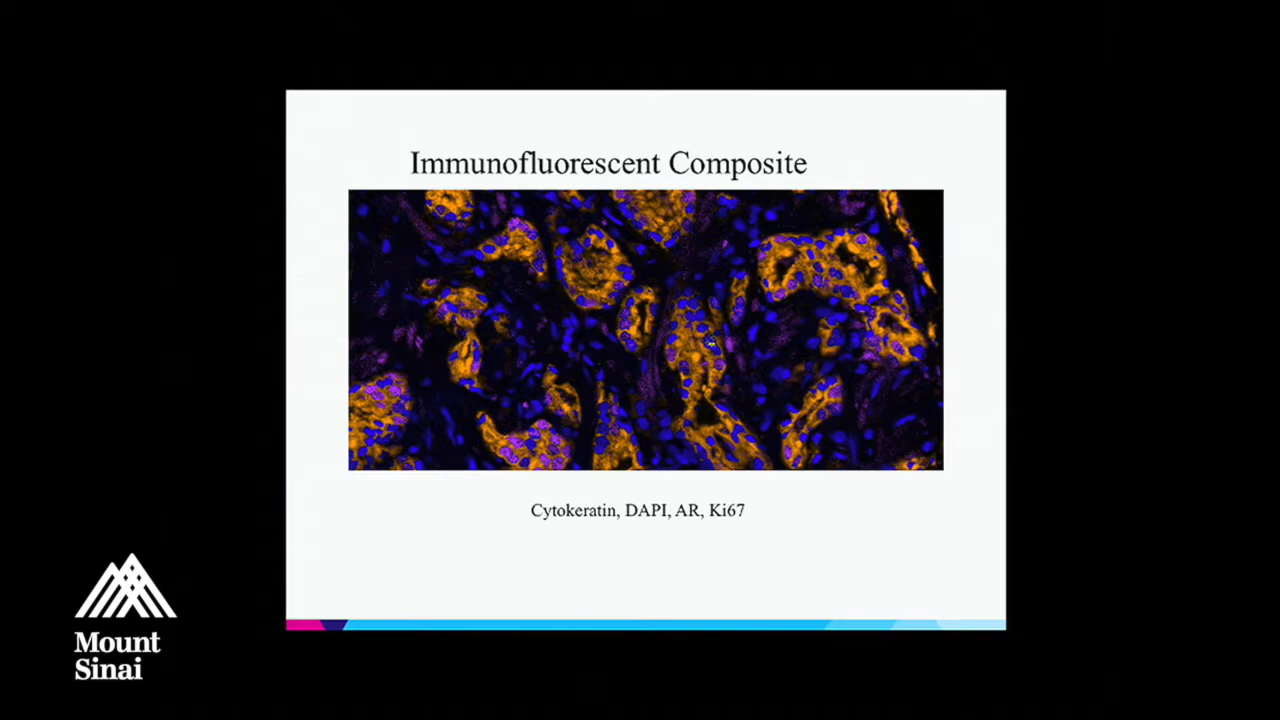 Immunofluorescent Composite
Cytokeratin, DAPI, AR, Ki67
Mount
Sinai